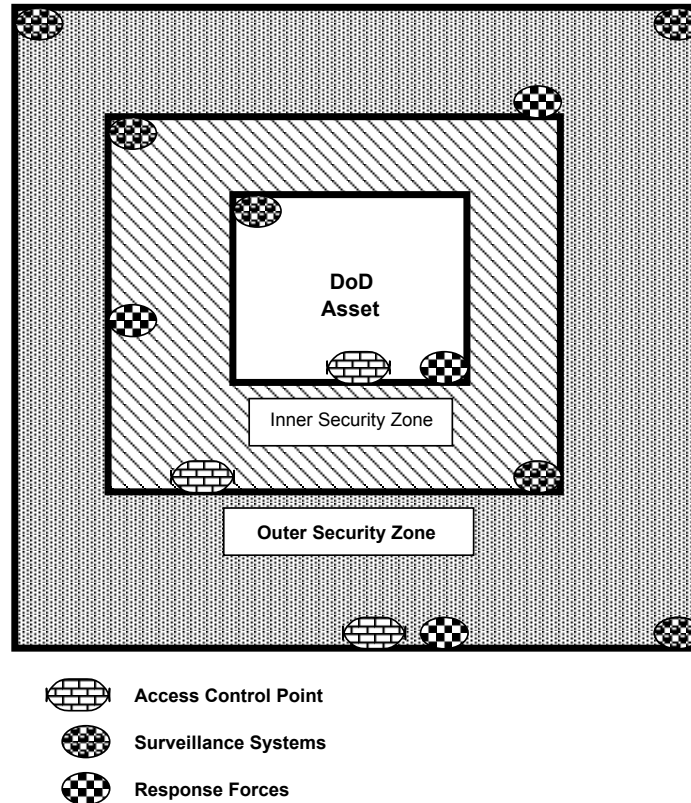 DoD
Asset
Inner Security Zone
Outer Security Zone
Access Control Point
Surveillance Systems
Response Forces